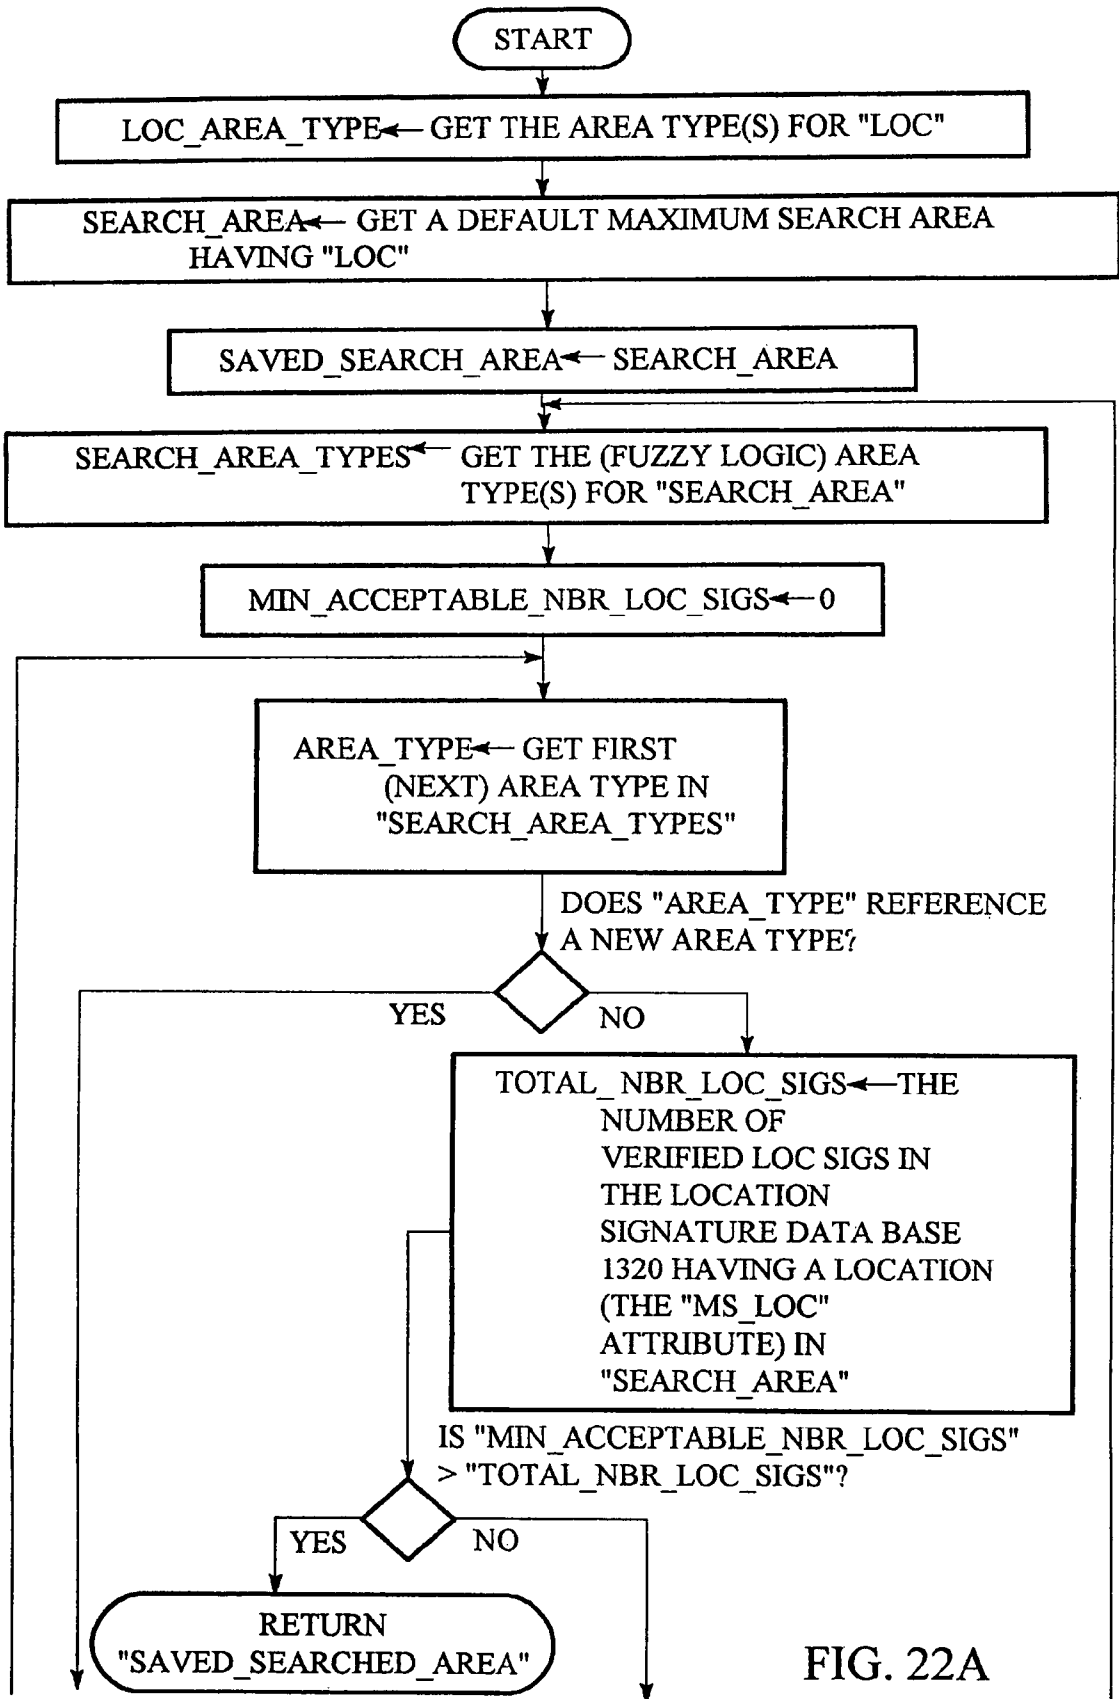 START
LOC_AREA_TYPE← GET THE AREA TYPE(S) FOR "LOC"
SEARCH_AREA← GET A DEFAULT MAXIMUM SEARCH AREA
HAVING "LOC"
SAVED_SEARCH_AREA← SEARCH_AREA
SEARCH_AREA_TYPES← GET THE (FUZZY LOGIC) AREA
TYPE(S) FOR "SEARCH_AREA"
MIN_ACCEPTABLE_NBR_LOC_SIGS←0
AREA_TYPE← GET FIRST
(NEXT) AREA TYPE IN
"SEARCH_AREA_TYPES"
DOES "AREA_TYPE" REFERENCE
A NEW AREA TYPE?
YES
NO
TOTAL_ NBR_LOC_SIGS←THE
NUMBER OF
VERIFIED LOC SIGS IN
THE LOCATION
SIGNATURE DATA BASE
1320 HAVING A LOCATION
(THE "MS_LOC"
ATTRIBUTE) IN
"SEARCH_AREA"
IS "MIN_ACCEPTABLE_NBR_LOC_SIGS"
> "TOTAL_NBR_LOC_SIGS"?
YES
NO
RETURN
"SAVED_SEARCHED_AREA"
FIG. 22A